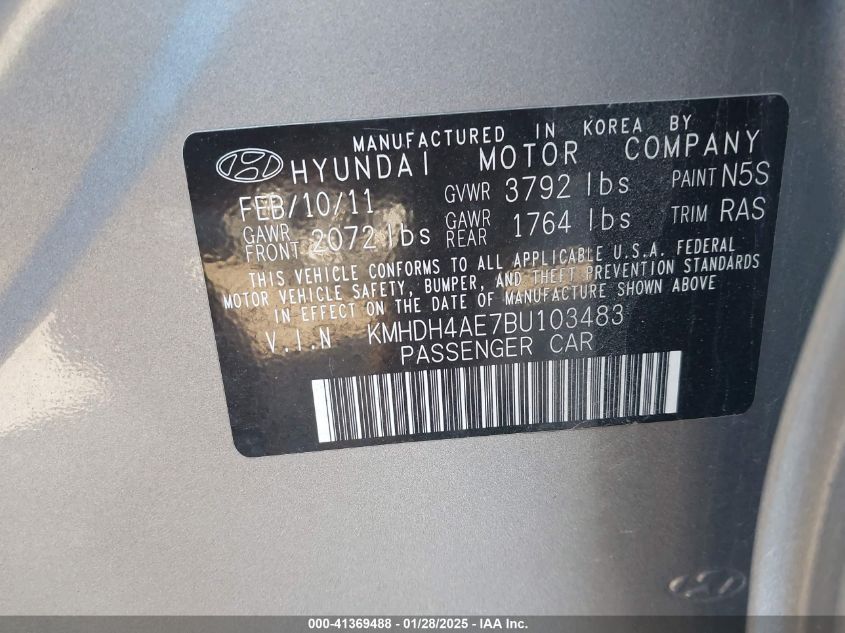 MANUFACTURED IN KOREA BY
HYUNDAI MOTOR COMPANY
FEB/10/11 GVWR 3792 lbs PAINT N5S
GAWR FRONT 2072 lbs GAWR REAR 1764 lbs TRIM RAS
THIS VEHICLE CONFORMS TO ALL APPLICABLE U.S.A. FEDERAL
MOTOR VEHICLE SAFETY, BUMPER, AND THEFT PREVENTION STANDARDS
IN EFFECT ON THE DATE OF MANUFACTURE SHOWN ABOVE
V.I.N KMHDH4AE7BU103483
PASSENGER CAR
000-41369488 | 01/28/2025 | IAA Inc.